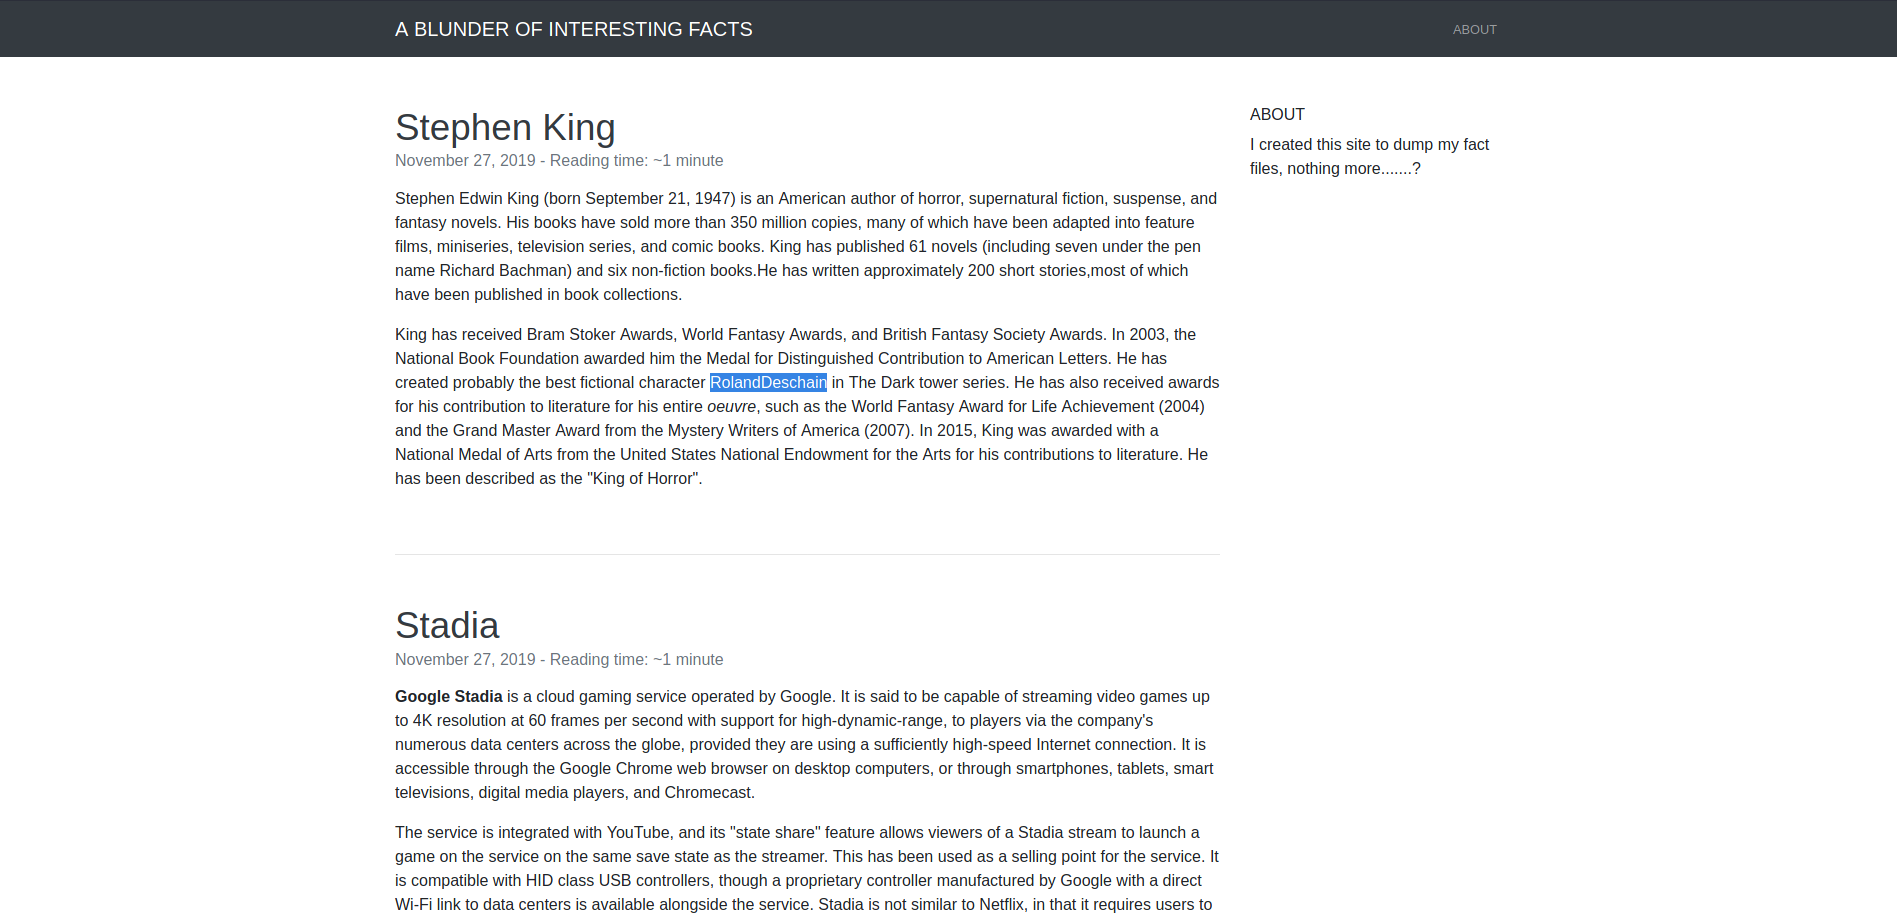 A BLUNDER OF INTERESTING FACTS
ABOUT
Stephen King
November 27, 2019 - Reading time: ~1 minute
Stephen Edwin King (born September 21, 1947) is an American author of horror, supernatural fiction, suspense, and
fantasy novels. His books have sold more than 350 million copies, many of which have been adapted into feature
films, miniseries, television series, and comic books. King has published 61 novels (including seven under the pen
name Richard Bachman) and six non-fiction books.He has written approximately 200 short stories,most of which
have been published in book collections.
King has received Bram Stoker Awards, World Fantasy Awards, and British Fantasy Society Awards. In 2003, the
National Book Foundation awarded him the Medal for Distinguished Contribution to American Letters. He has
created probably the best fictional character RolandDeschain in The Dark tower series. He has also received awards
for his contribution to literature for his entire oeuvre, such as the World Fantasy Award for Life Achievement (2004)
and the Grand Master Award from the Mystery Writers of America (2007). In 2015, King was awarded with a
National Medal of Arts from the United States National Endowment for the Arts for his contributions to literature. He
has been described as the "King of Horror".
Stadia
November 27, 2019 - Reading time: ~1 minute
Google Stadia is a cloud gaming service operated by Google. It is said to be capable of streaming video games up
to 4K resolution at 60 frames per second with support for high-dynamic-range, to players via the company's
numerous data centers across the globe, provided they are using a sufficiently high-speed Internet connection. It is
accessible through the Google Chrome web browser on desktop computers, or through smartphones, tablets, smart
televisions, digital media players, and Chromecast.
The service is integrated with YouTube, and its "state share" feature allows viewers of a Stadia stream to launch a
game on the service on the same save state as the streamer. This has been used as a selling point for the service. It
is compatible with HID class USB controllers, though a proprietary controller manufactured by Google with a direct
Wi-Fi link to data centers is available alongside the service. Stadia is not similar to Netflix, in that it requires users to
ABOUT
I created this site to dump my fact
files, nothing more.......?